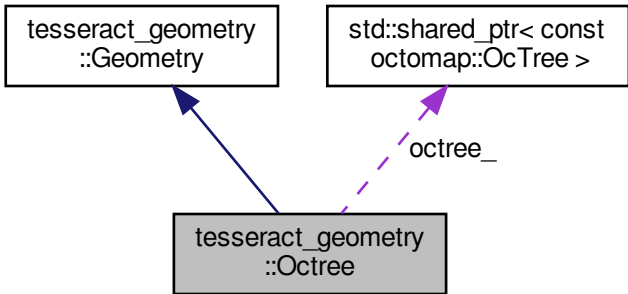 tesseract_geometry
::Geometry
std::shared_ptr< const
octomap::OcTree >
octree_
tesseract_geometry
::Octree